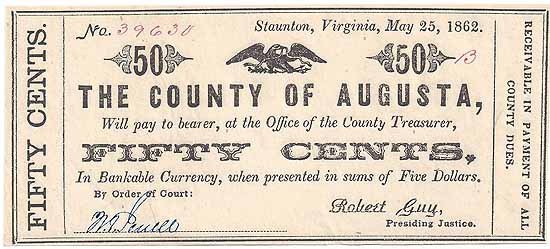 FIFTY CENTS.
No. 39630
Staunton, Virginia, May 25, 1862.
50
50
B
THE COUNTY OF AUGUSTA,
Will pay to bearer, at the Office of the County Treasurer,
FIFTY CENTS,
In Bankable Currency, when presented in sums of Five Dollars.
By Order of Court:
Robert Guy,
Presiding Justice.
RECEIVABLE IN PAYMENT OF ALL
COUNTY DUES.